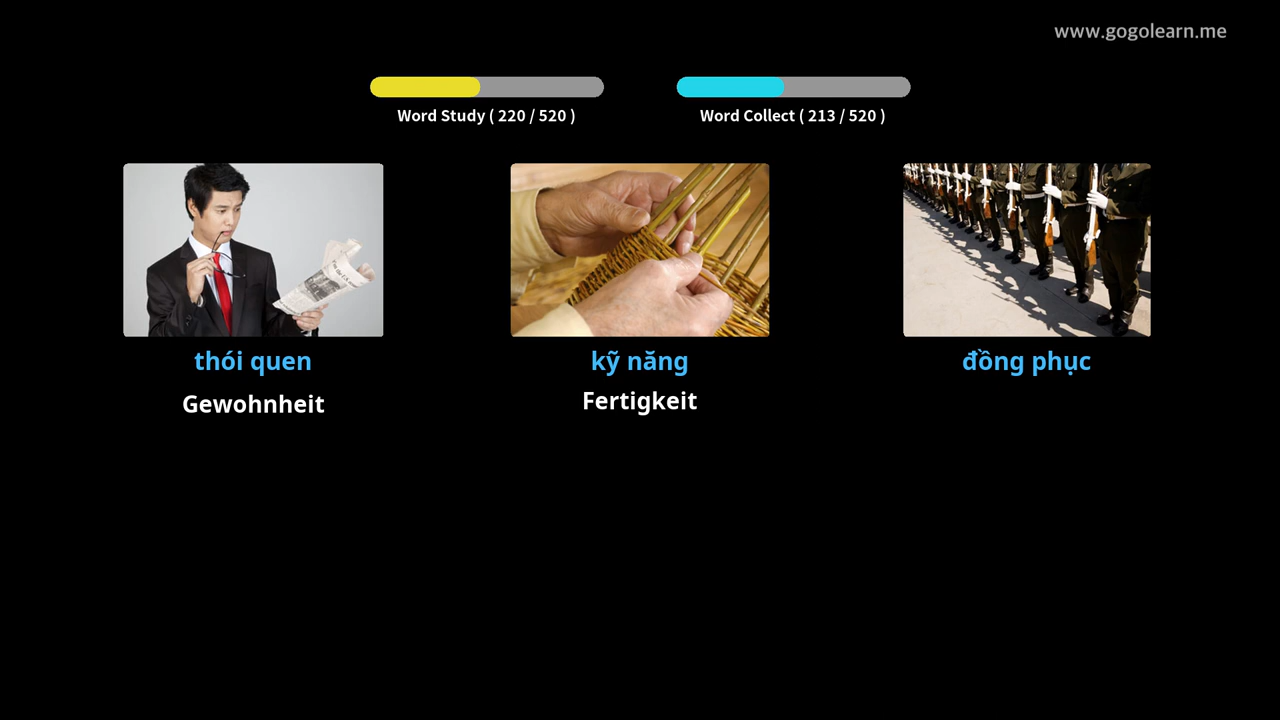 www.gogolearn.me
Word Study ( 220 / 520 )
Word Collect ( 213 / 520 )
thói quen
Gewohnheit
kỹ năng
Fertigkeit
đồng phục